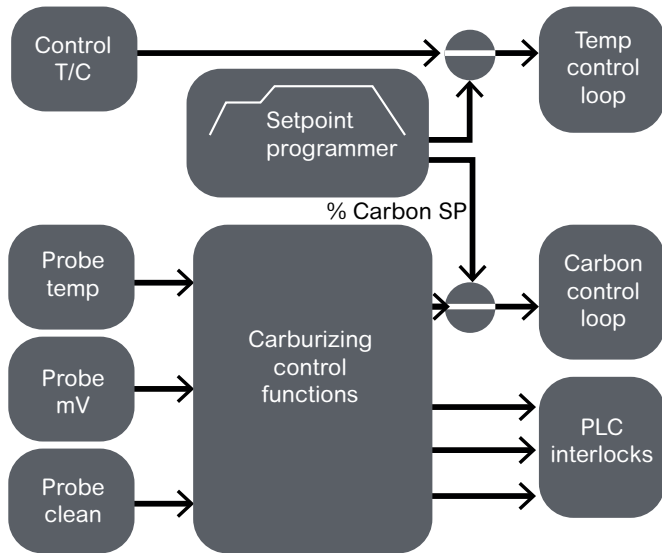 Control
T/C
Temp
control
loop
Setpoint
programmer
% Carbon SP
Probe
temp
Carburizing
control
functions
Carbon
control
loop
Probe
mV
PLC
interlocks
Probe
clean